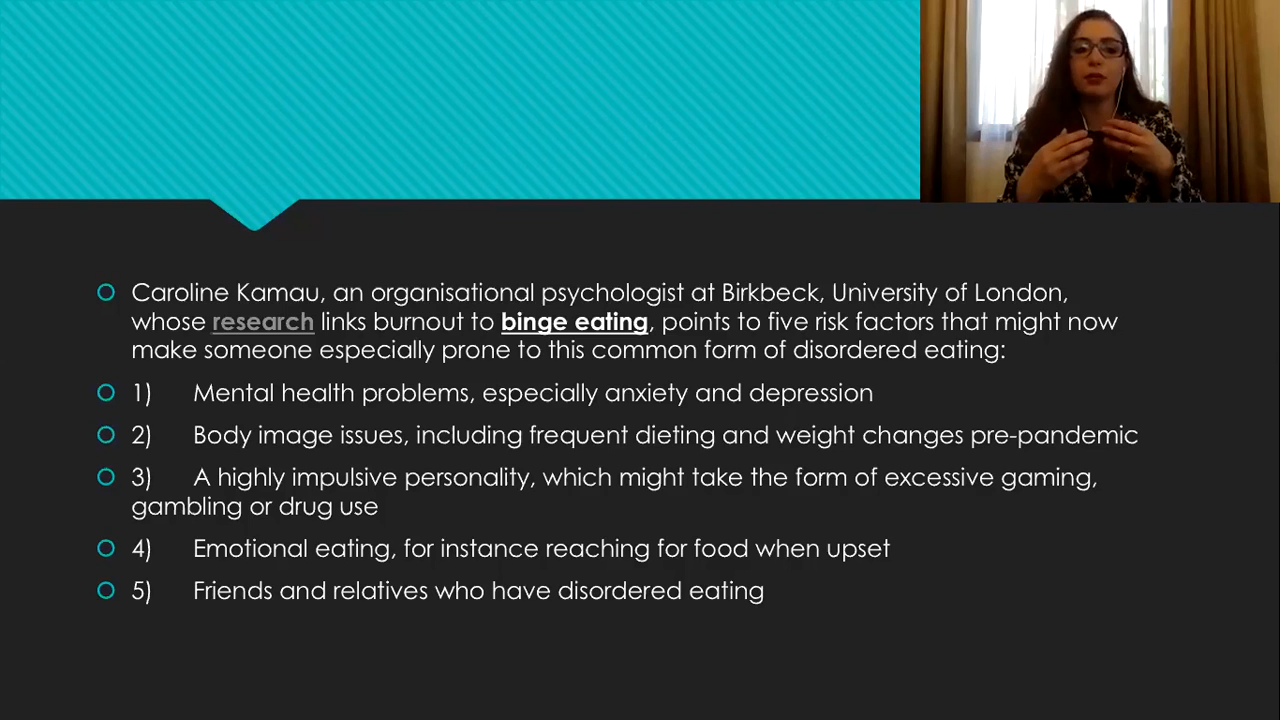 Caroline Kamau, an organisational psychologist at Birkbeck, University of London,
whose research links burnout to binge eating, points to five risk factors that might now
make someone especially prone to this common form of disordered eating:
1) Mental health problems, especially anxiety and depression
2) Body image issues, including frequent dieting and weight changes pre-pandemic
3) A highly impulsive personality, which might take the form of excessive gaming,
gambling or drug use
4) Emotional eating, for instance reaching for food when upset
5) Friends and relatives who have disordered eating